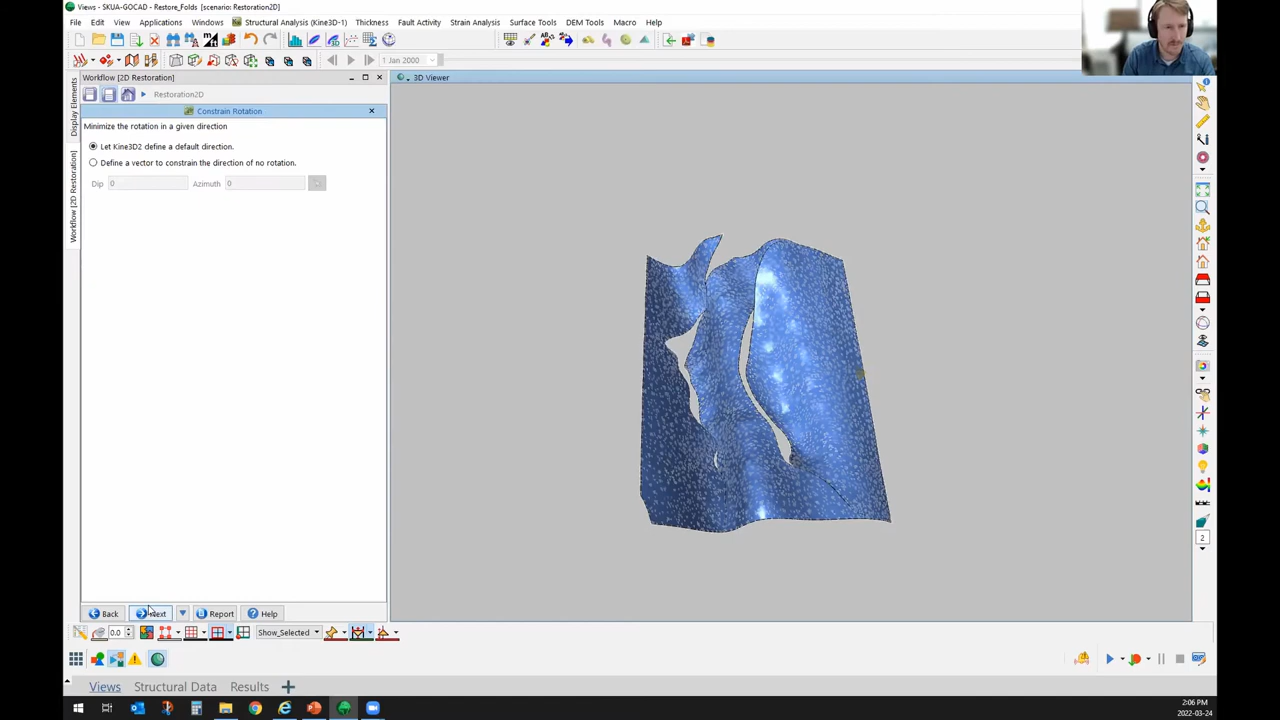 Views - SKUA-GOCAD - Restore_Folds [scenario: Restoration2D]
File Edit View Applications Windows Structural Analysis (Kine3D-1) Thickness Fault Activity Strain Analysis Surface Tools DEM Tools Macro Help
1 Jan 2000
Workflow [2D Restoration]
3D Viewer
Restoration2D
Constrain Rotation
Minimize the rotation in a given direction
Let Kine3D2 define a default direction.
Define a vector to constrain the direction of no rotation.
Dip 0 Azimuth 0
Display Elements
Workflow [2D Restoration]
2
Back Next Report Help
0.0 Show_Selected
Views Structural Data Results
2:06 PM
2022-03-24